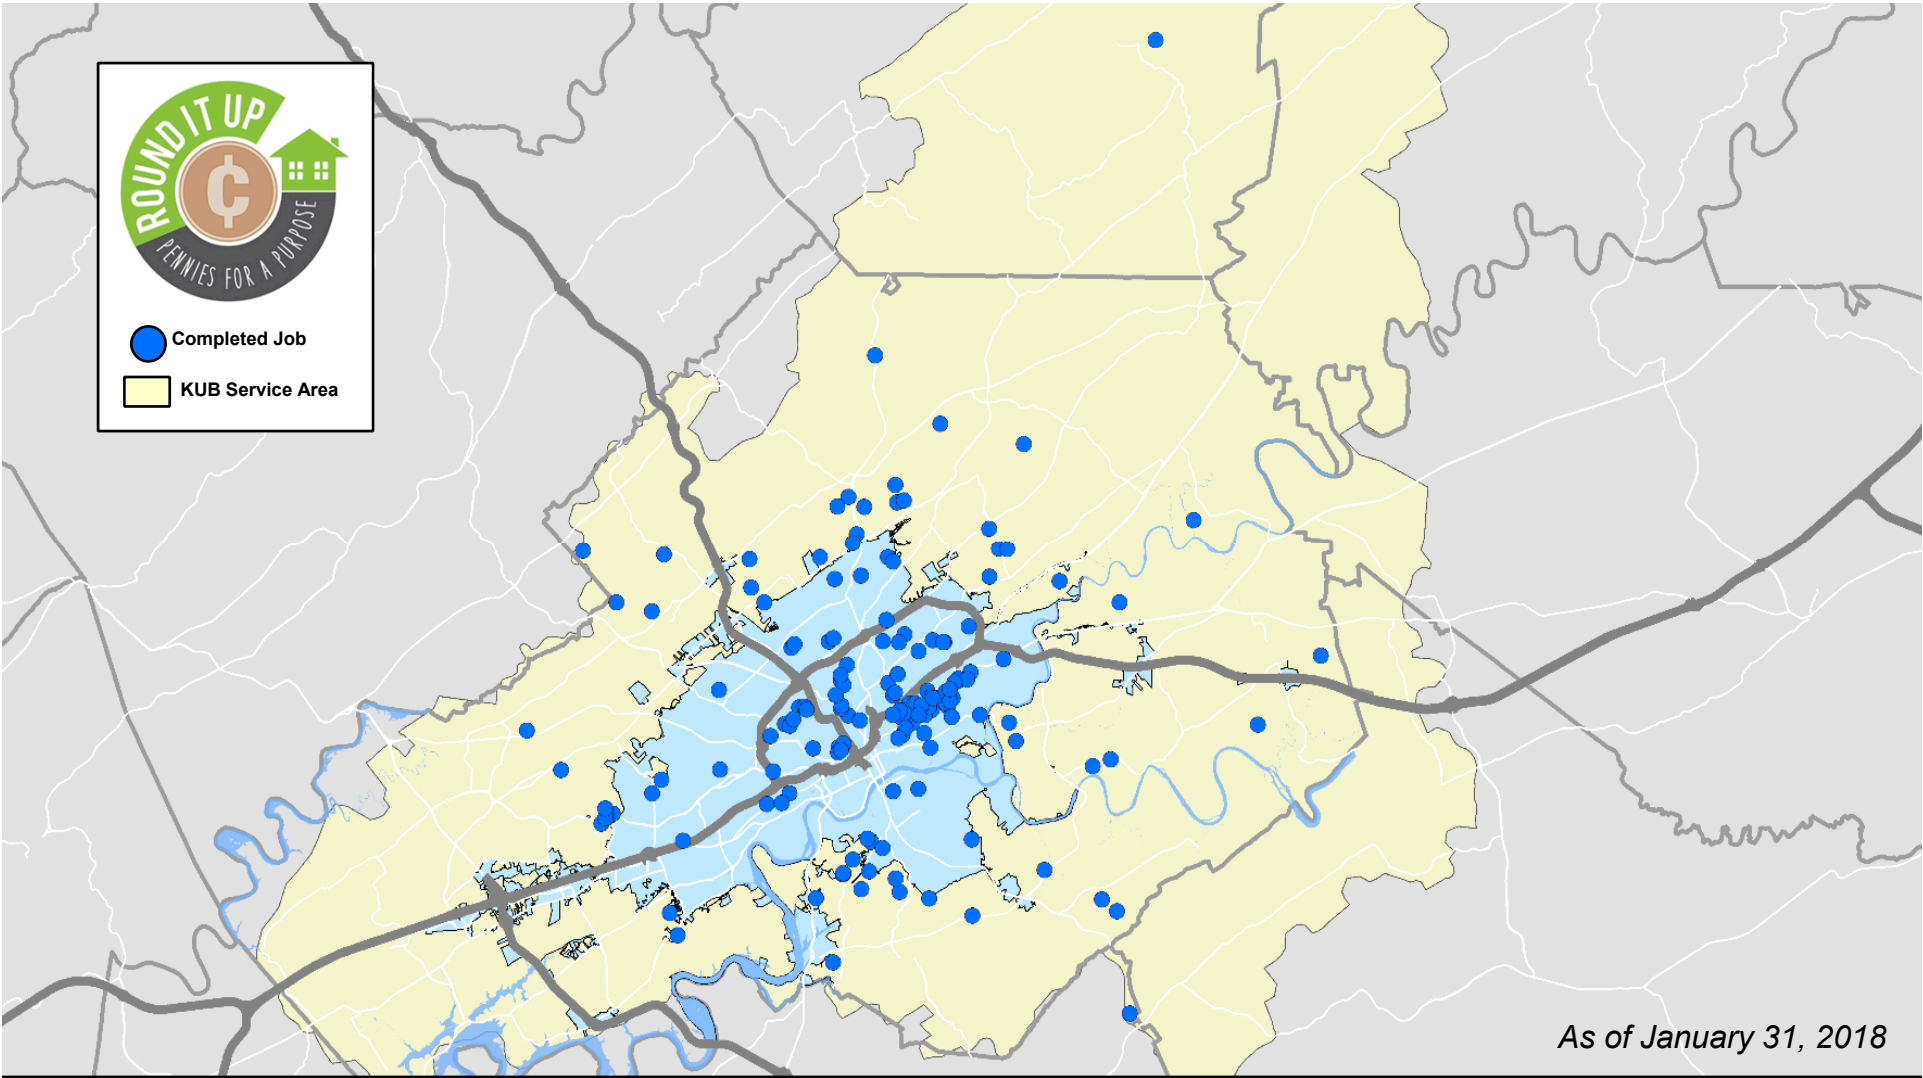 ROUND IT UP
¢
PENNIES FOR A PURPOSE
Completed Job
KUB Service Area
As of January 31, 2018